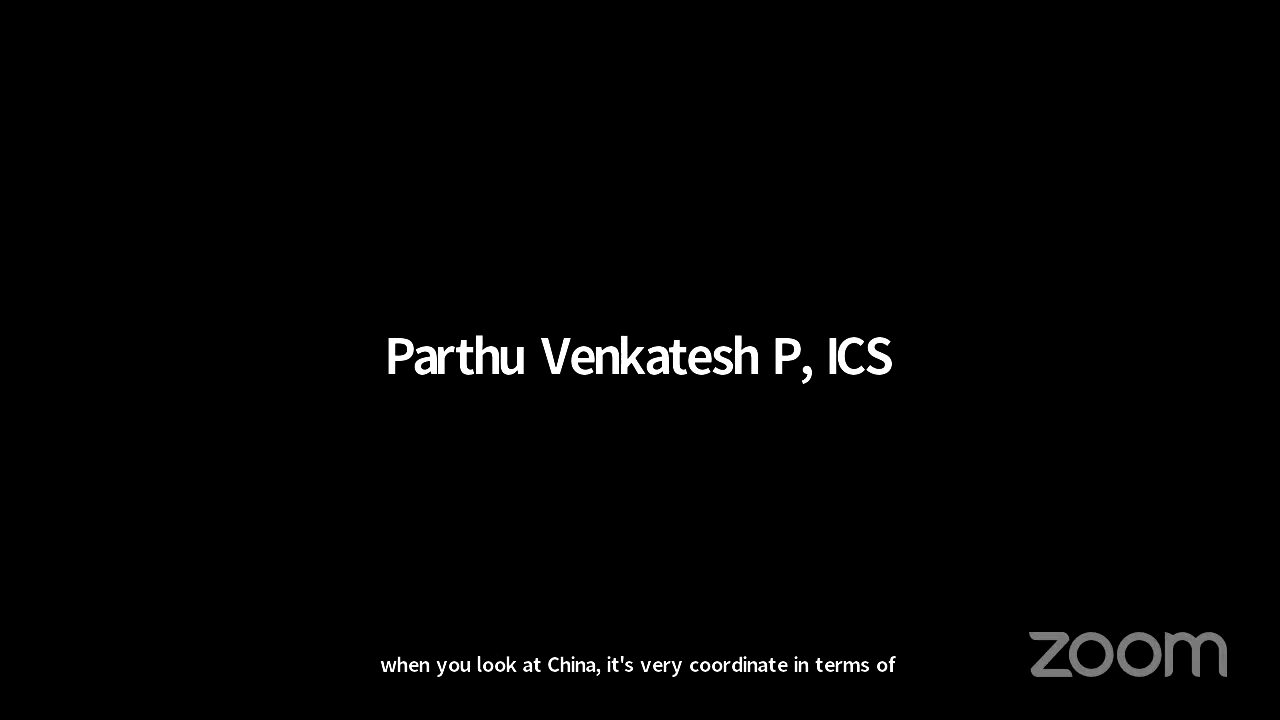 Parthu Venkatesh P, ICS
when you look at China, it's very coordinate in terms of
zoom